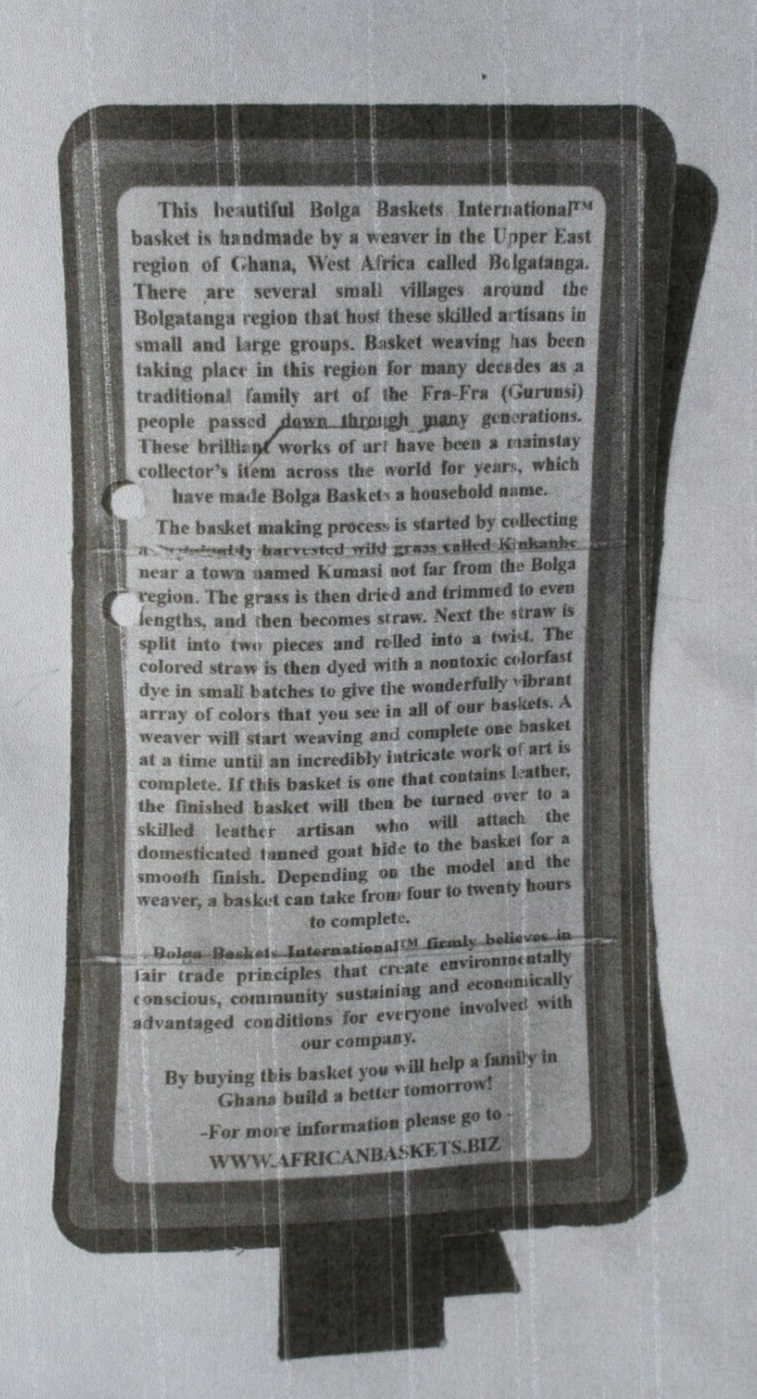 This beautiful Bolga Baskets International™
basket is handmade by a weaver in the Upper East
region of Ghana, West Africa called Bolgatanga.
There are several small villages around the
Bolgatanga region that host these skilled artisans in
small and large groups. Basket weaving has been
taking place in this region for many decades as a
traditional family art of the Fra-Fra (Gurunsi)
people passed down through many generations.
These brilliant works of art have been a mainstay
collector's item across the world for years, which
have made Bolga Baskets a household name.
The basket making process is started by collecting
a harvested wild grass called Kinkanhe
near a town named Kumasi not far from the Bolga
region. The grass is then dried and trimmed to even
lengths, and then becomes straw. Next the straw is
split into two pieces and rolled into a twist. The
colored straw is then dyed with a nontoxic colorfast
dye in small batches to give the wonderfully vibrant
array of colors that you see in all of our baskets. A
weaver will start weaving and complete one basket
at a time until an incredibly intricate work of art is
complete. If this basket is one that contains leather,
the finished basket will then be turned over to a
skilled leather artisan who will attach the
domesticated tanned goat hide to the basket for a
smooth finish. Depending on the model and the
weaver, a basket can take from four to twenty hours
to complete.
Bolga Baskets International™ firmly believes in
fair trade principles that create environmentally
conscious, community sustaining and economically
advantaged conditions for everyone involved with
our company.
By buying this basket you will help a family in
Ghana build a better tomorrow!
-For more information please go to -
WWW.AFRICANBASKETS.BIZ